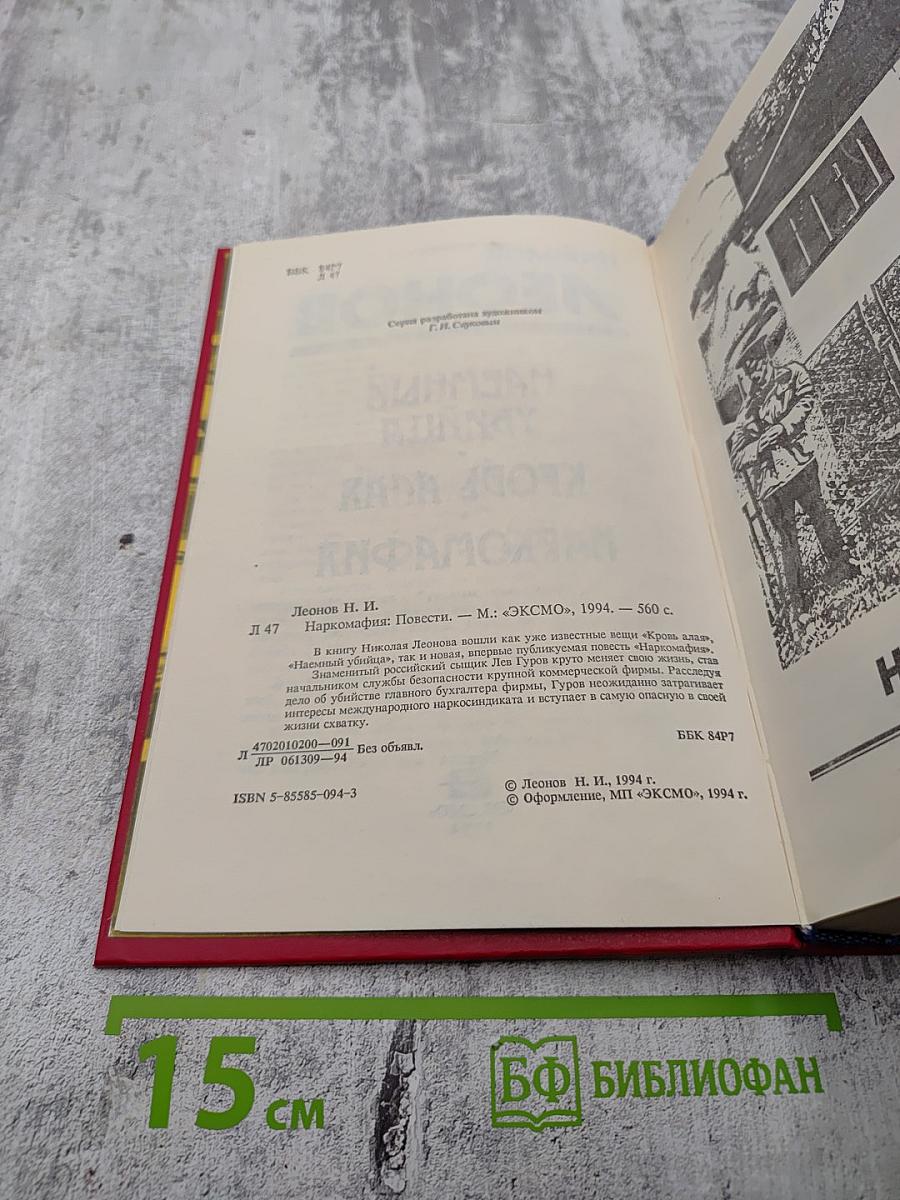 ББК 84Р7
Л 47
Серия разработана художником
Г. И. Сауковым
Леонов Н. И.
Л 47 Наркомафия: Повести. — М.: «ЭКСМО», 1994. — 560 с.
В книгу Николая Леонова вошли как уже известные вещи «Кровь алая»,
«Наемный убийца», так и новая, впервые публикуемая повесть «Наркомафия».
Знаменитый российский сыщик Лев Гуров круто меняет свою жизнь, став
начальником службы безопасности крупной коммерческой фирмы. Расследуя
дело об убийстве главного бухгалтера фирмы, Гуров неожиданно затрагивает
интересы международного наркосиндиката и вступает в самую опасную в своей
жизни схватку.
Л 4702010200—091
ЛР 061309—94 Без объявл.
ББК 84Р7
ISBN 5-85585-094-3
© Леонов Н. И., 1994 г.
© Оформление, МП «ЭКСМО», 1994 г.
Н
15 см
БФ БИБЛИОФАН